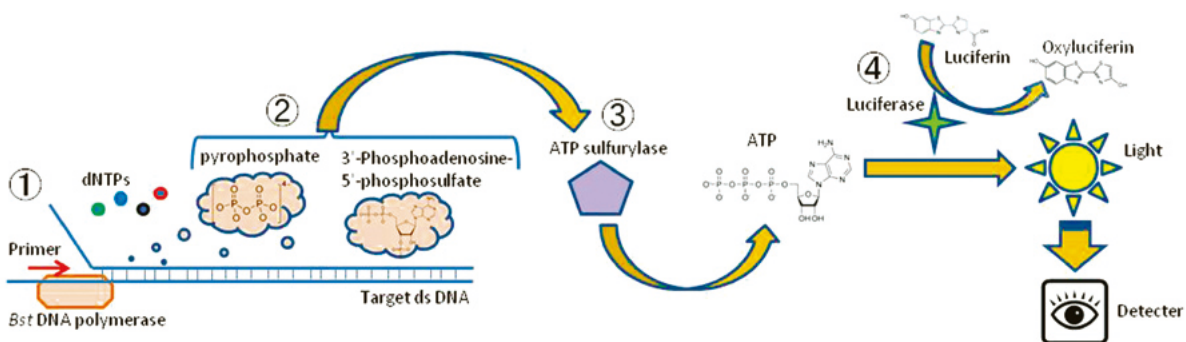 ①
Primer
dNTPs
Bst DNA polymerase
②
pyrophosphate
3'-Phosphoadenosine-
5'-phosphosulfate
Target ds DNA
③
ATP sulfurylase
ATP
④
Luciferin
Oxyluciferin
Luciferase
Light
Detecter